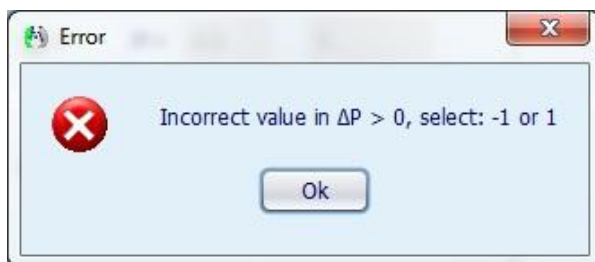 Error
Incorrect value in ΔP > 0, select: -1 or 1
Ok